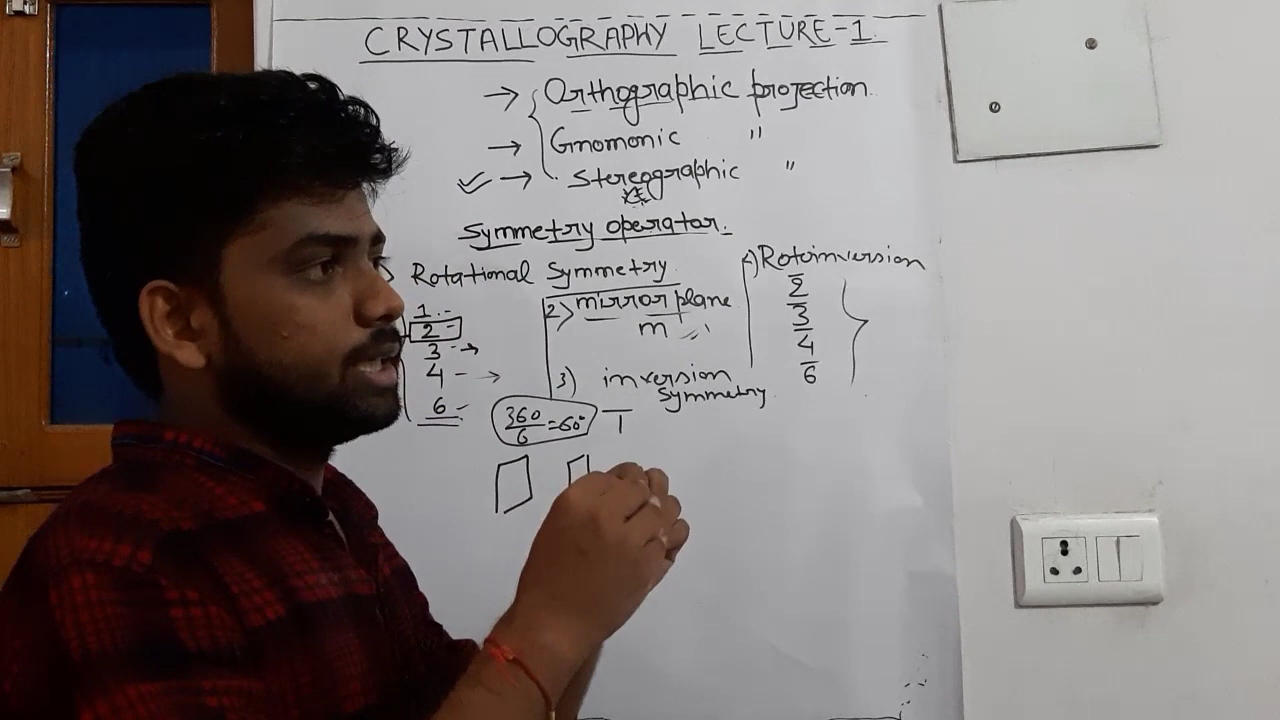 CRYSTALLOGRAPHY LECTURE-1.
→ Orthographic projection.
→ Gnomonic "
✓ → Stereographic "
Symmetry operator.
Rotational Symmetry
1
2
3 →
4 →
6
360/6 = 60°
2> mirror plane
m
3) inversion
symmetry
1̅
Rotoinversion
2̅
3̅
4̅
6̅